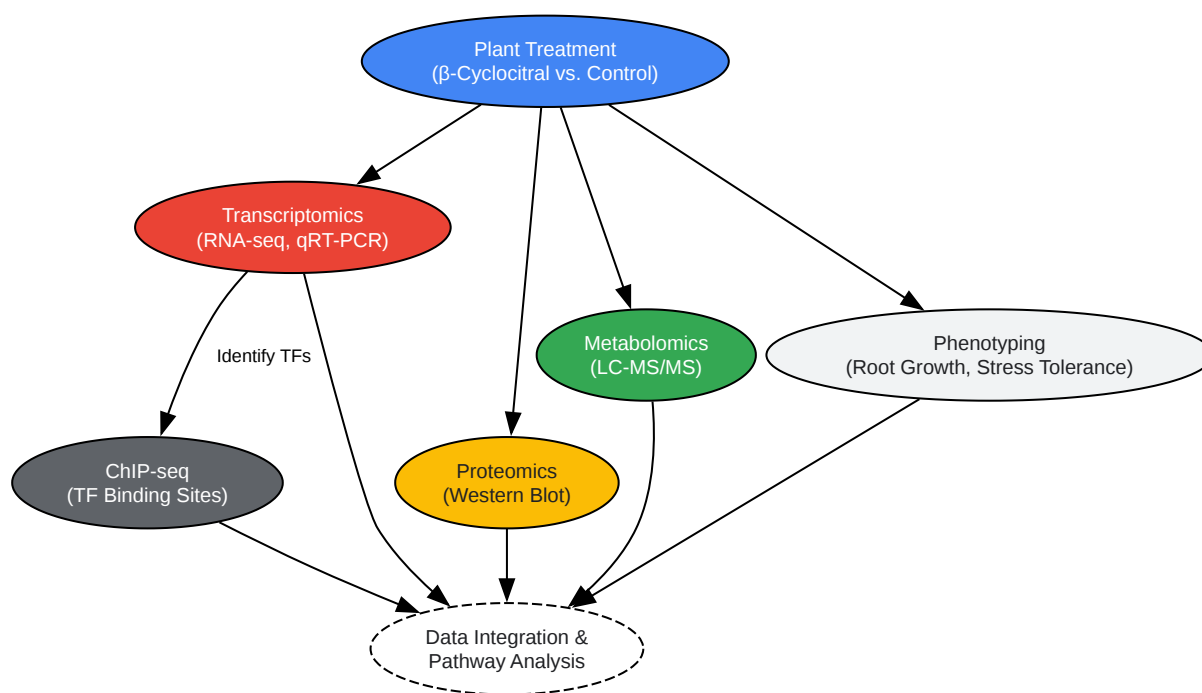 Plant Treatment
(β-Cyclocitral vs. Control)
Transcriptomics
(RNA-seq, qRT-PCR)
Identify TFs
Metabolomics
(LC-MS/MS)
Phenotyping
(Root Growth, Stress Tolerance)
ChIP-seq
(TF Binding Sites)
Proteomics
(Western Blot)
Data Integration &
Pathway Analysis